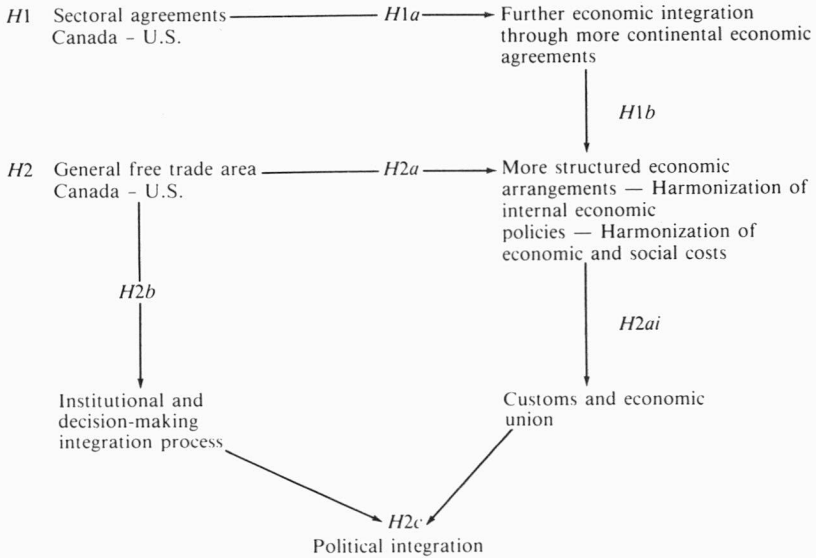 H1 Sectoral agreements
Canada – U.S.
H1a
Further economic integration
through more continental economic
agreements
H1b
H2 General free trade area
Canada – U.S.
H2a
More structured economic
arrangements — Harmonization of
internal economic
policies — Harmonization of
economic and social costs
H2b
H2ai
Institutional and
decision-making
integration process
Customs and economic
union
H2c
Political integration